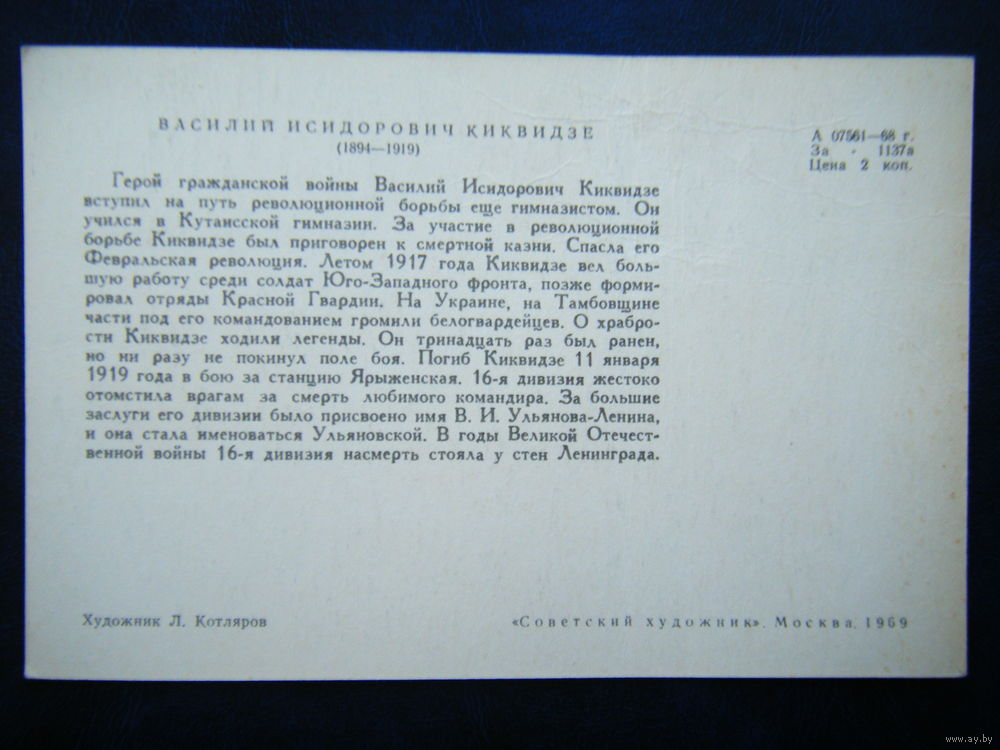 ВАСИЛИЙ ИСИДОРОВИЧ КИКВИДЗЕ
(1894—1919)
А 07561—68 г.
За - 1137а
Цена 2 коп.
Герой гражданской войны Василий Исидорович Киквидзе
вступил на путь революционной борьбы еще гимназистом. Он
учился в Кутаисской гимназии. За участие в революционной
борьбе Киквидзе был приговорен к смертной казни. Спасла его
Февральская революция. Летом 1917 года Киквидзе вел боль-
шую работу среди солдат Юго-Западного фронта, позже форми-
ровал отряды Красной Гвардии. На Украине, на Тамбовщине
части под его командованием громили белогвардейцев. О храбро-
сти Киквидзе ходили легенды. Он тринадцать раз был ранен,
но ни разу не покинул поле боя. Погиб Киквидзе 11 января
1919 года в бою за станцию Ярыженская. 16-я дивизия жестоко
отомстила врагам за смерть любимого командира. За большие
заслуги его дивизии было присвоено имя В. И. Ульянова-Ленина,
и она стала именоваться Ульяновской. В годы Великой Отечест-
венной войны 16-я дивизия насмерть стояла у стен Ленинграда.
Художник Л. Котляров
«Советский художник». Москва. 1969
www.ay.by